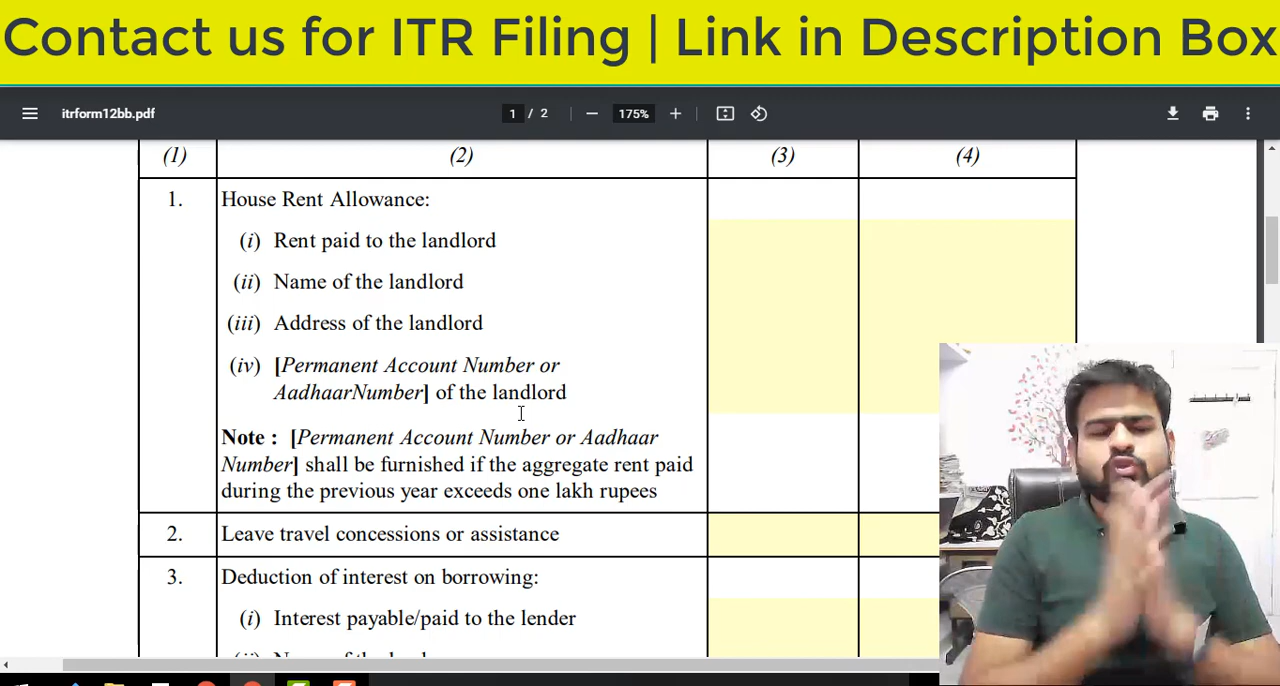 Contact us for ITR Filing | Link in Description Box
itrform12bb.pdf
1 / 2
175%
(1) (2) (3) (4)
1. House Rent Allowance:
(i) Rent paid to the landlord
(ii) Name of the landlord
(iii) Address of the landlord
(iv) [Permanent Account Number or
AadhaarNumber] of the landlord
Note : [Permanent Account Number or Aadhaar
Number] shall be furnished if the aggregate rent paid
during the previous year exceeds one lakh rupees
2. Leave travel concessions or assistance
3. Deduction of interest on borrowing:
(i) Interest payable/paid to the lender